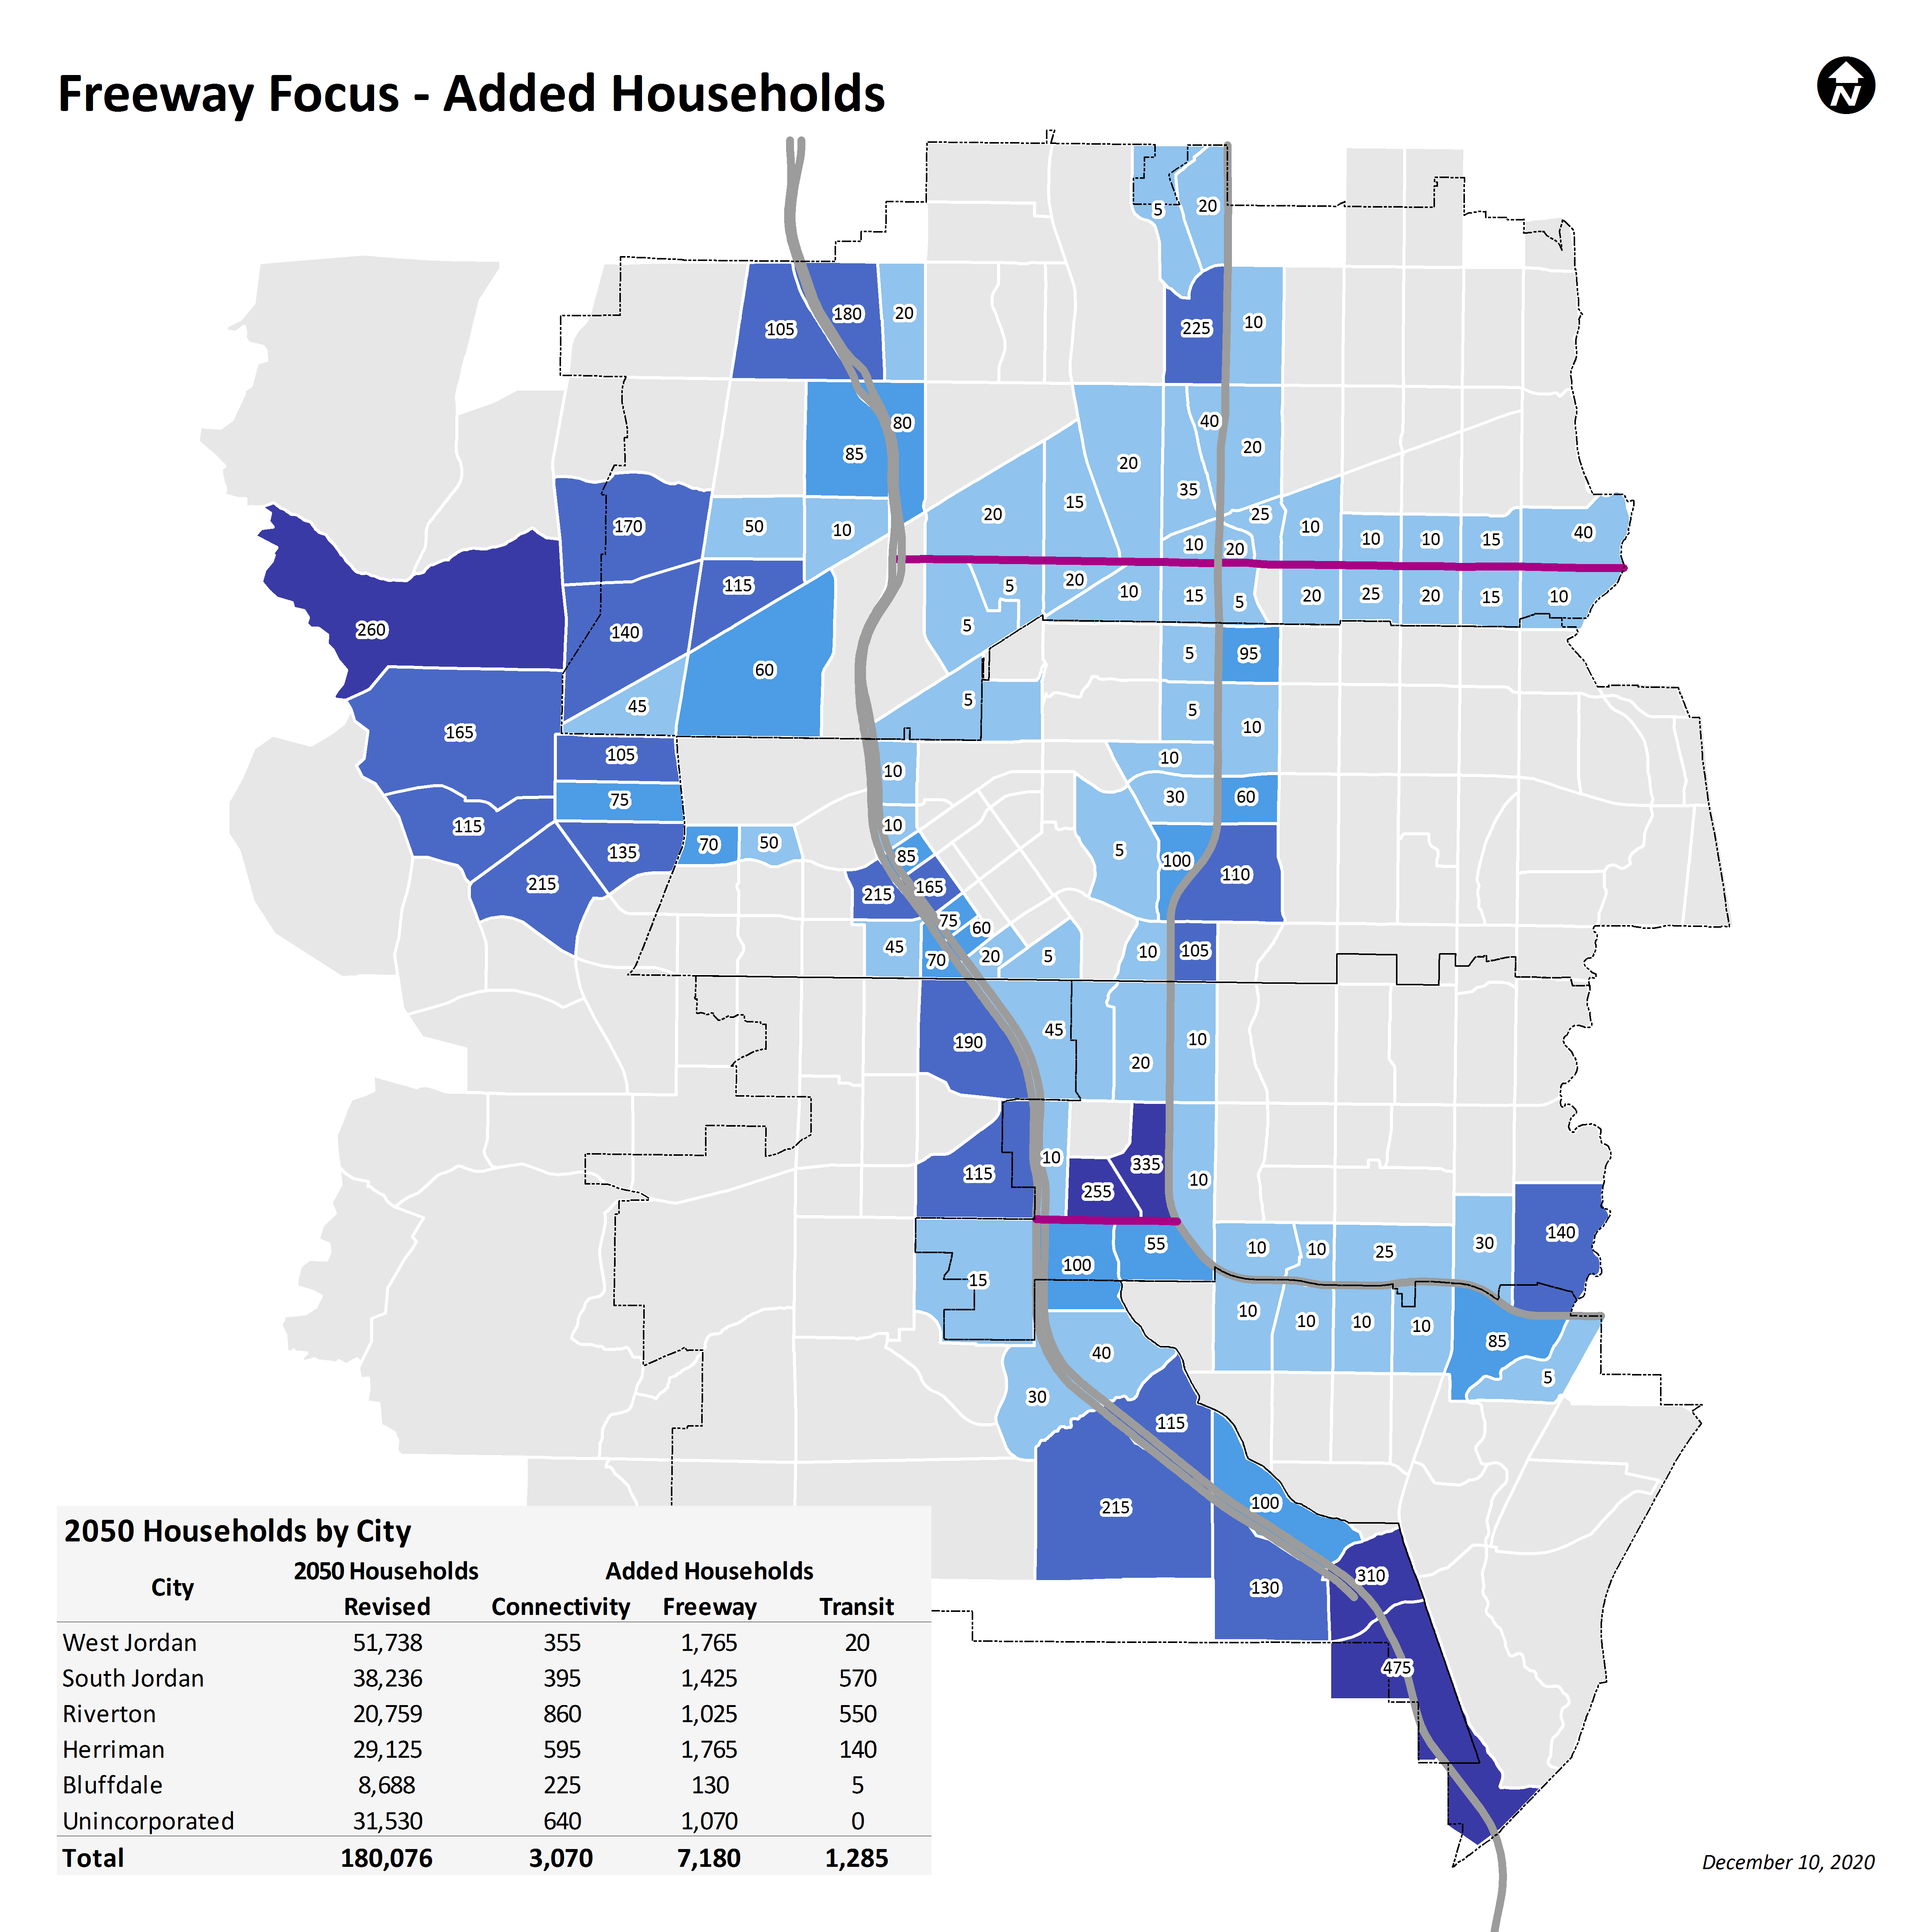 Freeway Focus - Added Households
N
5 20
105 180 20 225 10
80 40
85 20 20
35
170 50 10 20 15 25 10
10 20 10 10 15 40
115 5 20 10 15 5 20 25 20 15 10
260 140 5
60 5 95
45 5 5
165 10
105 10 10
75 30 60
115 10
135 70 50 85 5 100 110
215 215 165
75 60
45 70 20 5 10 105
190 45 20 10
115 10 255 335 10
15 100 55 10 10 25 30 140
10 10 10 10 85
40 5
30 115
215 100
130 310
475
2050 Households by City
2050 Households Added Households
City
Revised Connectivity Freeway Transit
West Jordan 51,738 355 1,765 20
South Jordan 38,236 395 1,425 570
Riverton 20,759 860 1,025 550
Herriman 29,125 595 1,765 140
Bluffdale 8,688 225 130 5
Unincorporated 31,530 640 1,070 0
Total 180,076 3,070 7,180 1,285
December 10, 2020